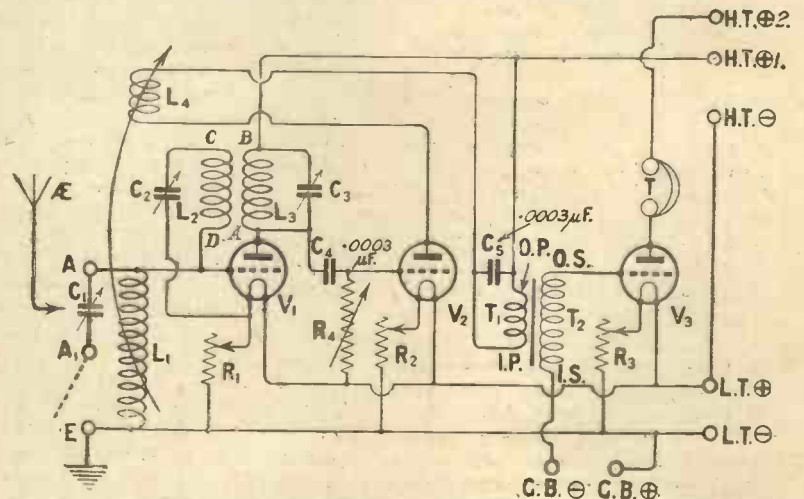 H.T.⊕2.
H.T.⊕1.
H.T.⊖
L4
Æ
C B
C2
L2 L3
C3
D A
T
C5 .0003µF.
O.P.
O.S.
A
C1
A1
L1
V1
C4 .0003
µF.
V2
T1 T2
V3
R1
R4
R2
I.P.
I.S.
R3
L.T.⊕
E
L.T.⊖
G.B.⊖ G.B.⊕